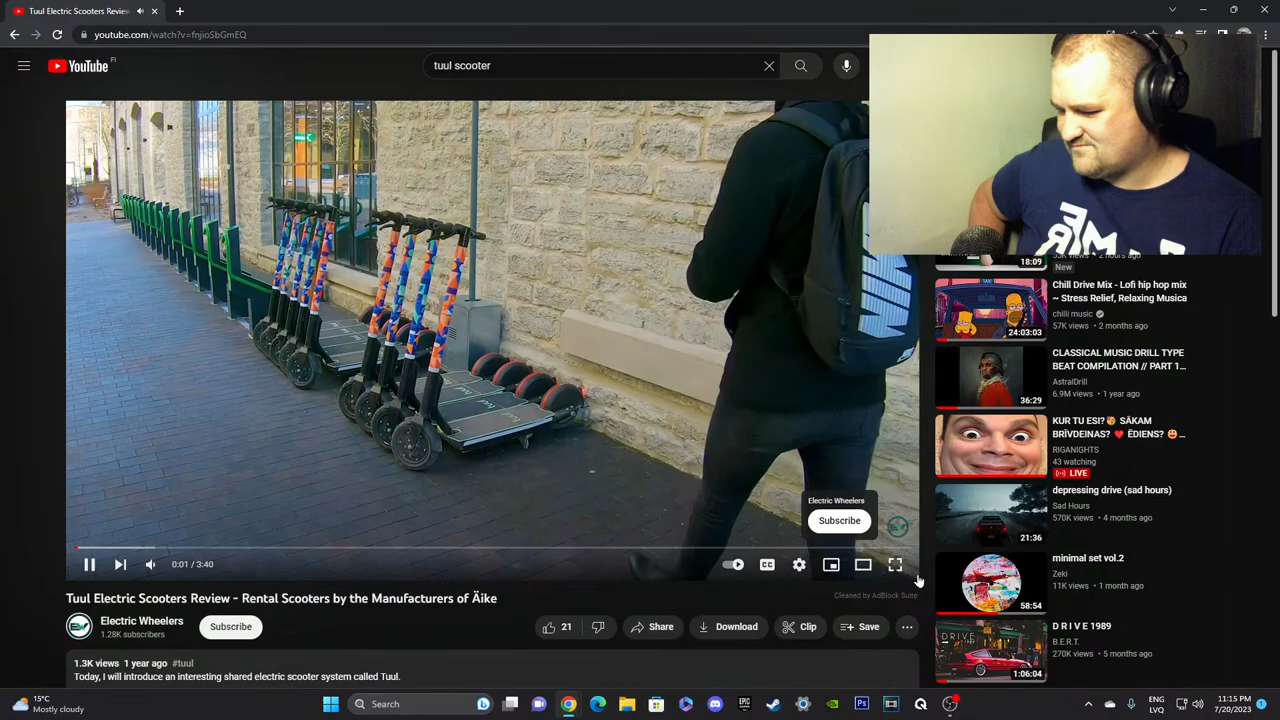 Tuul Electric Scooters Review
youtube.com/watch?v=fnjioSbGmEQ
YouTube FI
tuul scooter
18:09
New
Chill Drive Mix - Lofi hip hop mix
~ Stress Relief, Relaxing Musica
chilli music
57K views • 2 months ago
24:03:03
CLASSICAL MUSIC DRILL TYPE
BEAT COMPILATION // PART 1...
AstralDrill
6.9M views • 1 year ago
36:29
KUR TU ESI?🥳 SĀKAM
BRĪVDEINAS? ♥️ ĒDIENS? 😃...
RIGANIGHTS
43 watching
LIVE
depressing drive (sad hours)
Sad Hours
570K views • 4 months ago
21:36
minimal set vol.2
Zeki
11K views • 1 month ago
58:54
D R I V E 1989
B.E.R.T.
270K views • 5 months ago
DRIVE
1:06:04
Electric Wheelers
Subscribe
0:01 / 3:40
CC
Cleaned by AdBlock Suite
Tuul Electric Scooters Review - Rental Scooters by the Manufacturers of Äike
Electric Wheelers
1.28K subscribers
Subscribe
21
Share
Download
Clip
Save
1.3K views 1 year ago #tuul
Today, I will introduce an interesting shared electric scooter system called Tuul.
15°C
Mostly cloudy
Search
ENG
LVQ
11:15 PM
7/20/2023